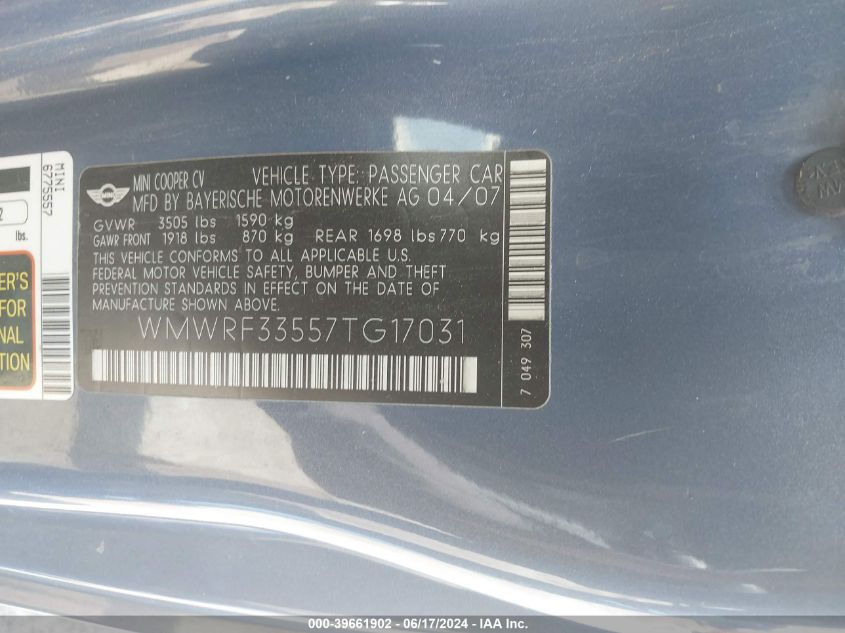 MINI COOPER CV VEHICLE TYPE: PASSENGER CAR
MFD BY BAYERISCHE MOTORENWERKE AG 04/07
GVWR 3505 lbs 1590 kg
GAWR FRONT 1918 lbs 870 kg REAR 1698 lbs 770 kg
THIS VEHICLE CONFORMS TO ALL APPLICABLE U.S.
FEDERAL MOTOR VEHICLE SAFETY, BUMPER AND THEFT
PREVENTION STANDARDS IN EFFECT ON THE DATE OF
MANUFACTURE SHOWN ABOVE.
WMWRF33557TG17031
7 049 307
MINI
6775557
2
lbs.
ER'S
FOR
NAL
TION
000-39661902 - 06/17/2024 - IAA Inc.